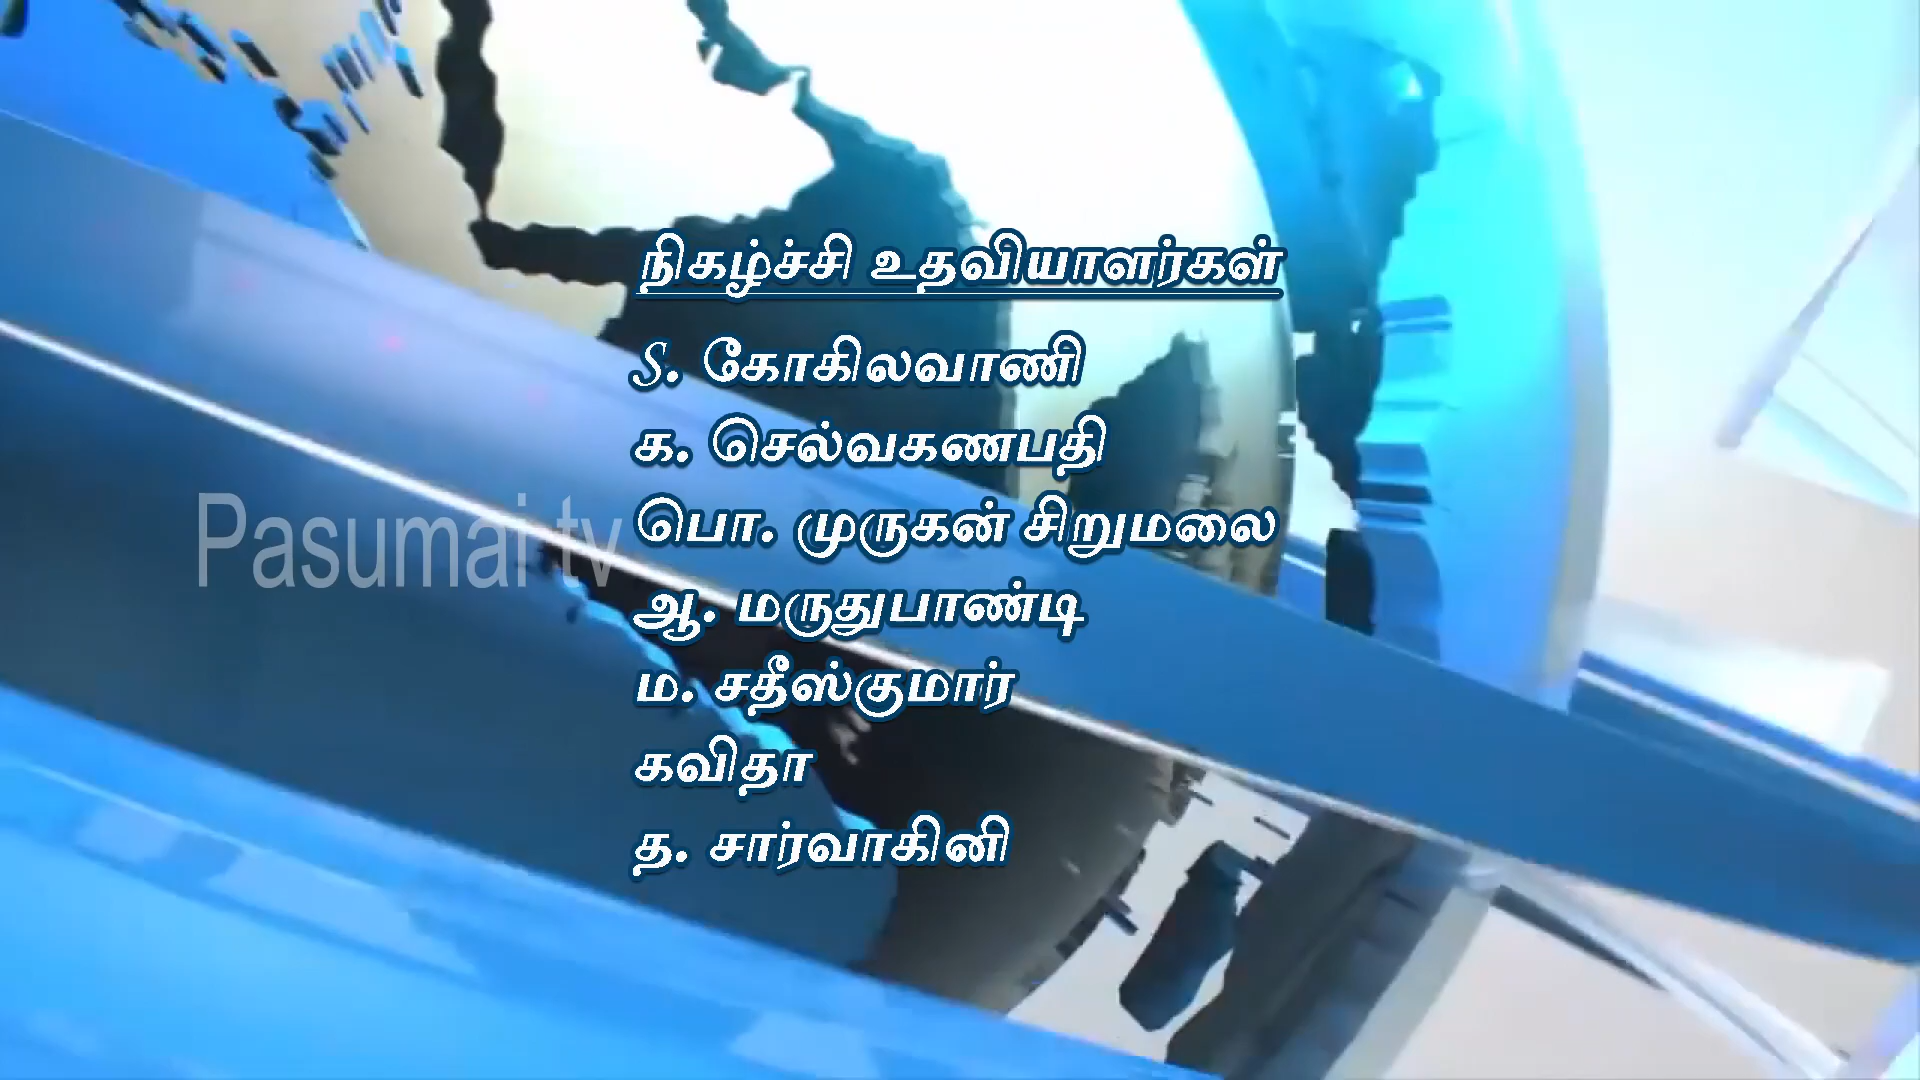 நிகழ்ச்சி உதவியாளர்கள்
S. கோகிலவாணி
க. செல்வகணபதி
Pasumai tv
பொ. முருகன் சிறுமலை
ஆ. மருதுபாண்டி
ம. சதீஸ்குமார்
கவிதா
த. சார்வாகினி